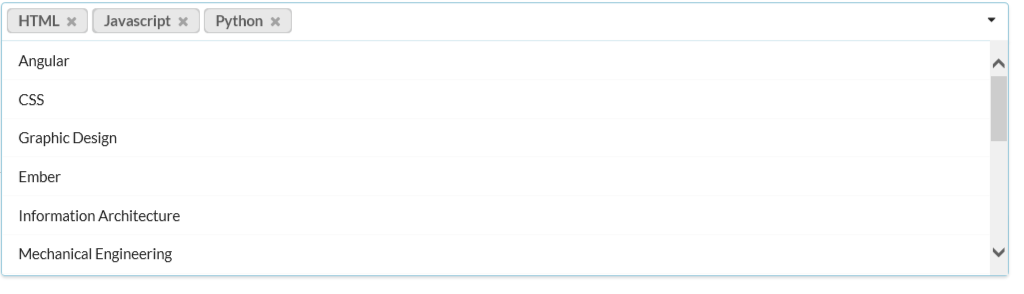 HTML Javascript Python
Angular
CSS
Graphic Design
Ember
Information Architecture
Mechanical Engineering